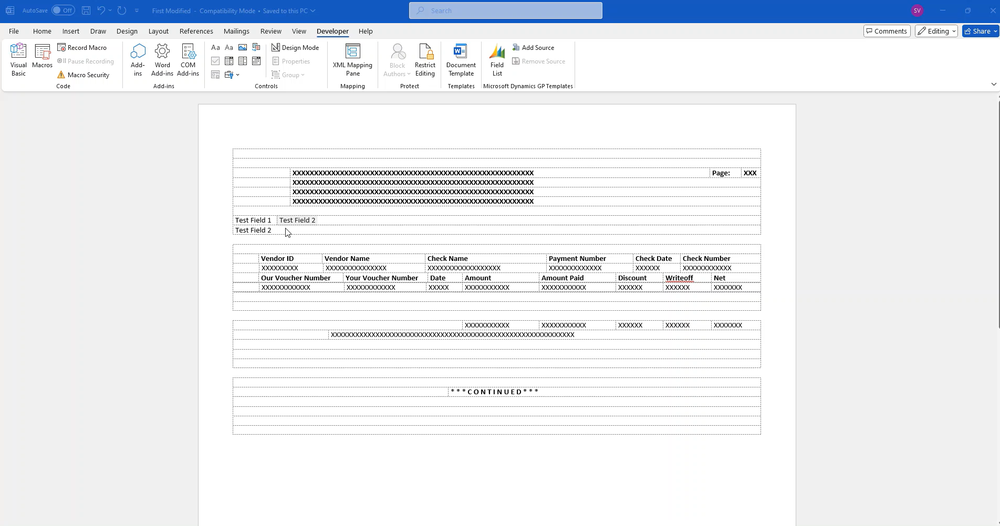 AutoSave Off First Modified - Compatibility Mode • Saved to this PC Search SV
File Home Insert Draw Design Layout References Mailings Review View Developer Help Comments Editing Share
Visual Basic
Macros
Record Macro
Pause Recording
Macro Security
Code
Add-ins
Word Add-ins
COM Add-ins
Add-ins
Aa Aa
Design Mode
Properties
Group
Controls
XML Mapping Pane
Mapping
Block Authors
Restrict Editing
Protect
Document Template
Templates
Field List
Add Source
Remove Source
Microsoft Dynamics GP Templates
XXXXXXXXXXXXXXXXXXXXXXXXXXXXXXXXXXXXXXXXXXXXXXXXXXXXXXXXX Page: XXX
XXXXXXXXXXXXXXXXXXXXXXXXXXXXXXXXXXXXXXXXXXXXXXXXXXXXXXXXX
XXXXXXXXXXXXXXXXXXXXXXXXXXXXXXXXXXXXXXXXXXXXXXXXXXXXXXXXX
XXXXXXXXXXXXXXXXXXXXXXXXXXXXXXXXXXXXXXXXXXXXXXXXXXXXXXXXX
Test Field 1 Test Field 2
Test Field 2
Vendor ID Vendor Name Check Name Payment Number Check Date Check Number
XXXXXXXXX XXXXXXXXXXXXXXX XXXXXXXXXXXXXXXXXX XXXXXXXXXXXXX XXXXXX XXXXXXXXXXXX
Our Voucher Number Your Voucher Number Date Amount Amount Paid Discount Writeoff Net
XXXXXXXXXXXX XXXXXXXXXXXX XXXXX XXXXXXXXXXX XXXXXXXXXXX XXXXXX XXXXXX XXXXXXX
XXXXXXXXXXX XXXXXXXXXXX XXXXXX XXXXXX XXXXXXX
XXXXXXXXXXXXXXXXXXXXXXXXXXXXXXXXXXXXXXXXXXXXXXXXXXXXXXXXXXXX
* * * C O N T I N U E D * * *